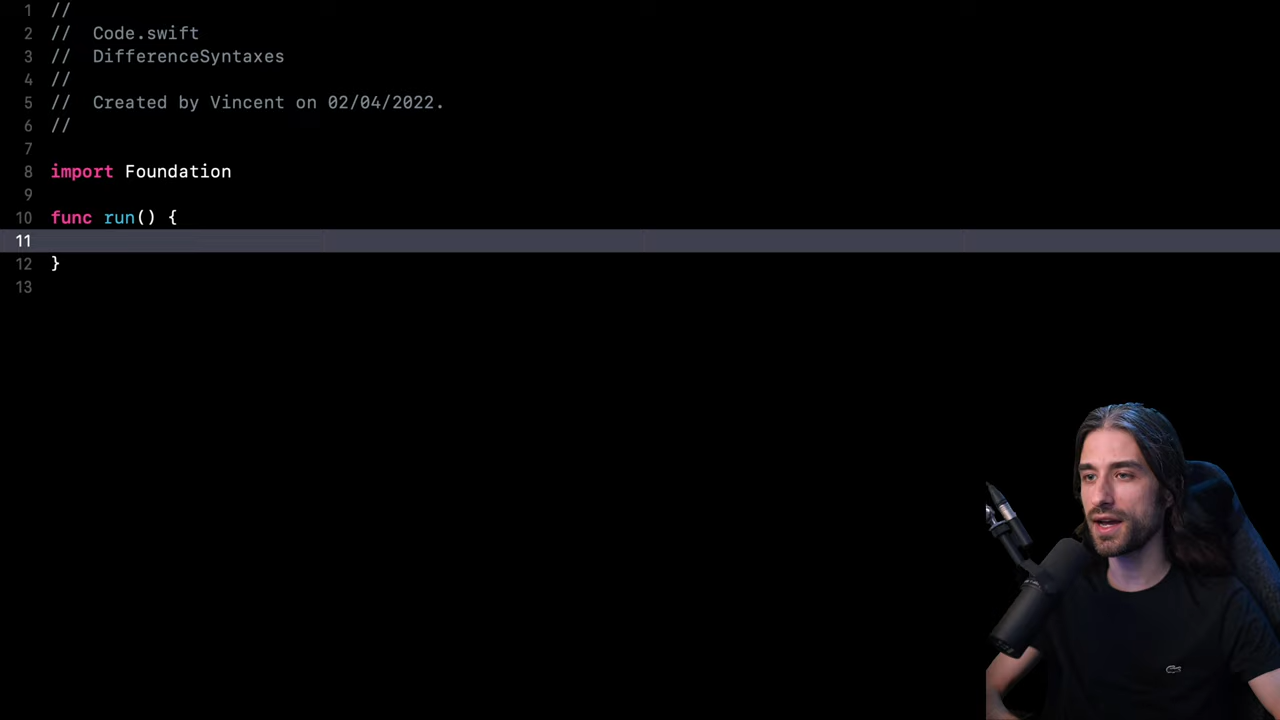 1 //
2 //  Code.swift
3 //  DifferenceSyntaxes
4 //
5 //  Created by Vincent on 02/04/2022.
6 //
7
8 import Foundation
9
10 func run() {
11
12 }
13